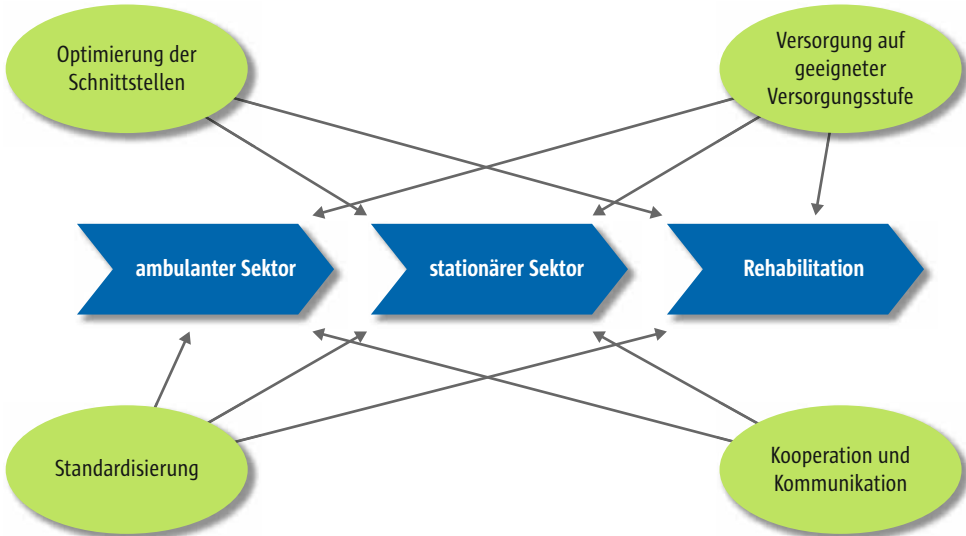 Optimierung der
Schnittstellen
Versorgung auf
geeigneter
Versorgungsstufe
ambulanter Sektor
stationärer Sektor
Rehabilitation
Standardisierung
Kooperation und
Kommunikation